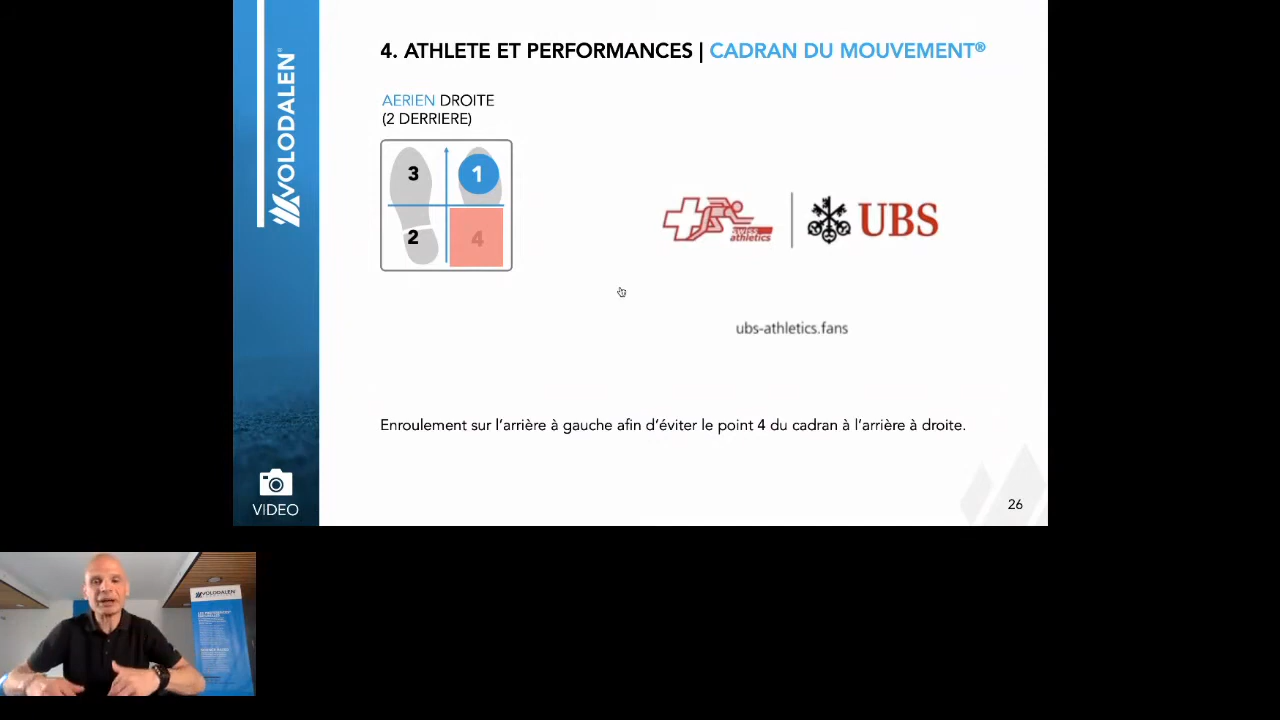 VOLODALEN®
4. ATHLETE ET PERFORMANCES | CADRAN DU MOUVEMENT®
AERIEN DROITE
(2 DERRIERE)
3
1
2
4
swiss athletics
UBS
ubs-athletics.fans
Enroulement sur l'arrière à gauche afin d'éviter le point 4 du cadran à l'arrière à droite.
VIDEO
26
VOLODALEN